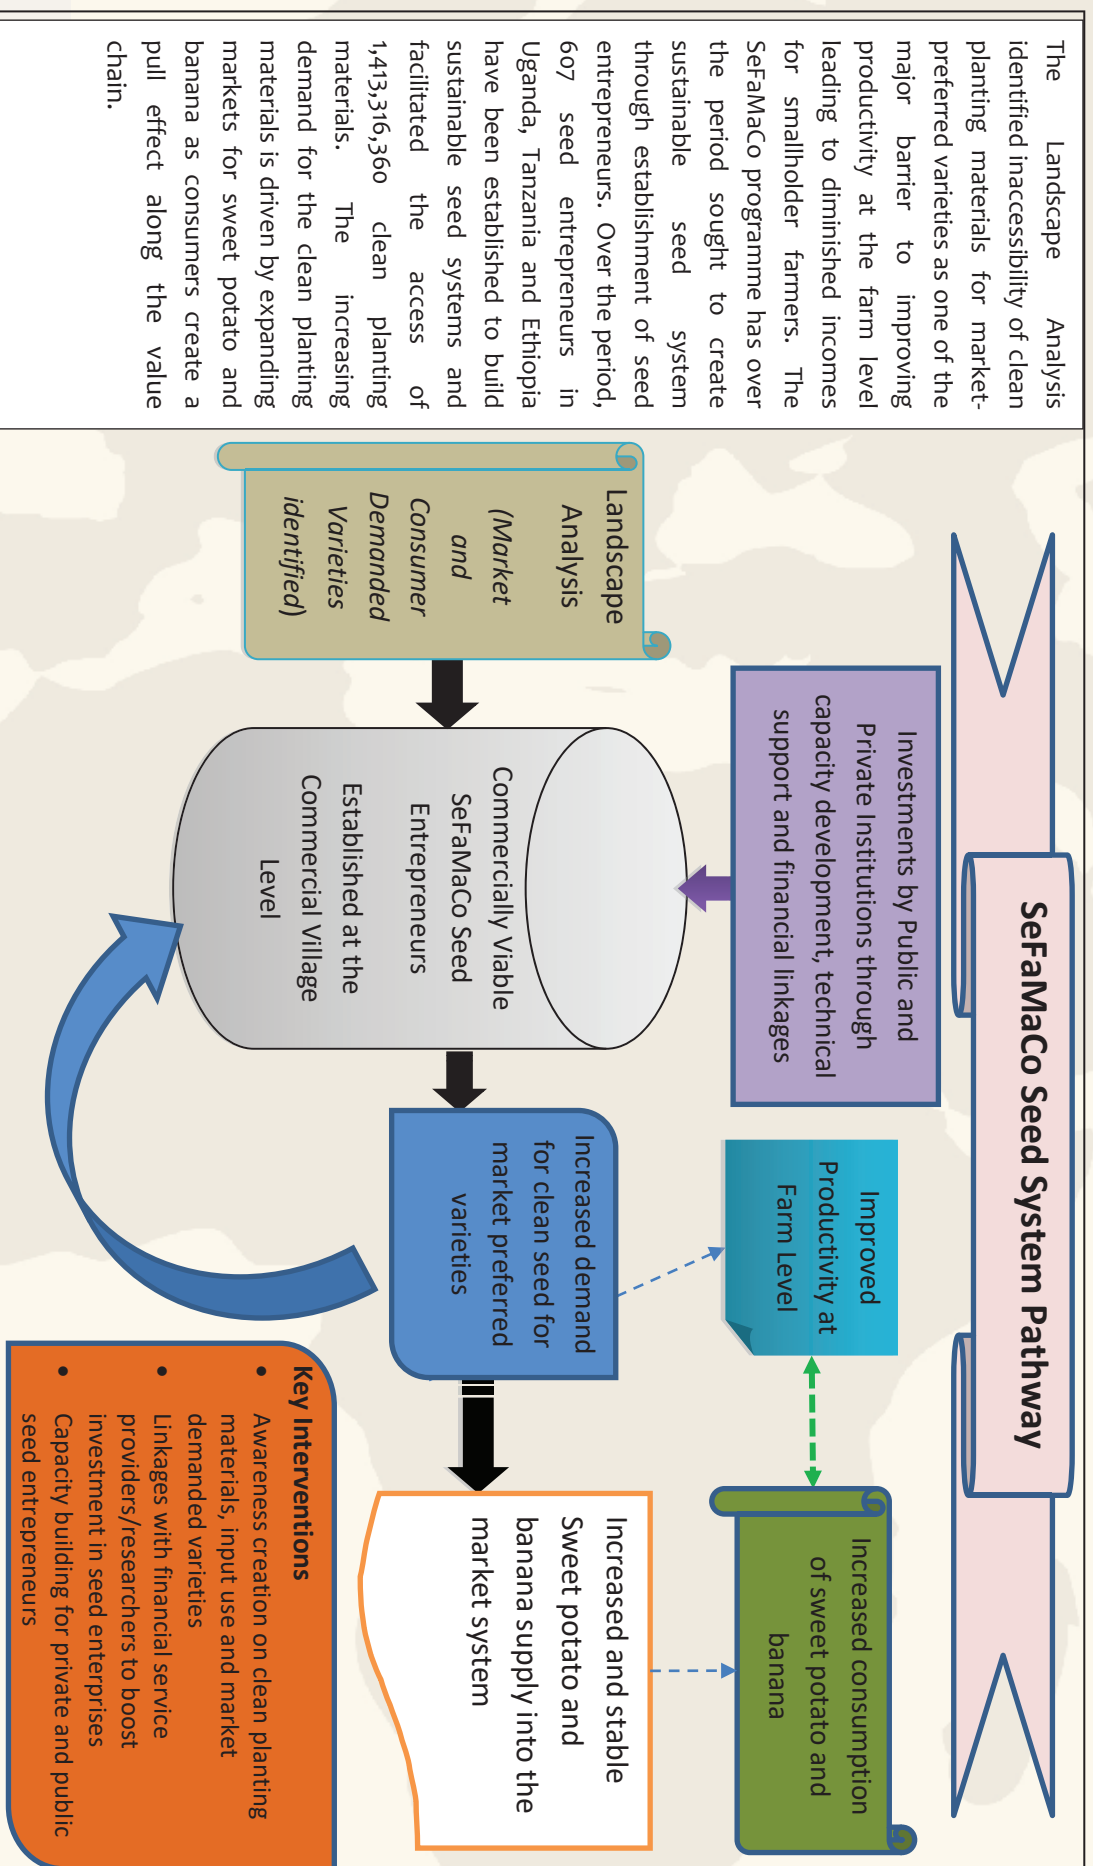 SeFaMaCo Seed System Pathway
The Landscape Analysis
identified inaccessibility of clean
planting materials for market-
preferred varieties as one of the
major barrier to improving
productivity at the farm level
leading to diminished incomes
for smallholder farmers. The
SeFaMaCo programme has over
the period sought to create
sustainable seed system
through establishment of seed
entrepreneurs. Over the period,
607 seed entrepreneurs in
Uganda, Tanzania and Ethiopia
have been established to build
sustainable seed systems and
facilitated the access of
1,413,316,360 clean planting
materials. The increasing
demand for the clean planting
materials is driven by expanding
markets for sweet potato and
banana as consumers create a
pull effect along the value
chain.
Investments by Public and
Private Institutions through
capacity development, technical
support and financial linkages
Landscape
Analysis
(Market
and
Consumer
Demanded
Varieties
identified)
Commercially Viable
SeFaMaCo Seed
Entrepreneurs
Established at the
Commercial Village
Level
Improved
Productivity at
Farm Level
Increased demand
for clean seed for
market preferred
varieties
Increased consumption
of sweet potato and
banana
Increased and stable
Sweet potato and
banana supply into the
market system
Key Interventions
• Awareness creation on clean planting
materials, input use and market
demanded varieties
• Linkages with financial service
providers/researchers to boost
investment in seed enterprises
• Capacity building for private and public
seed entrepreneurs